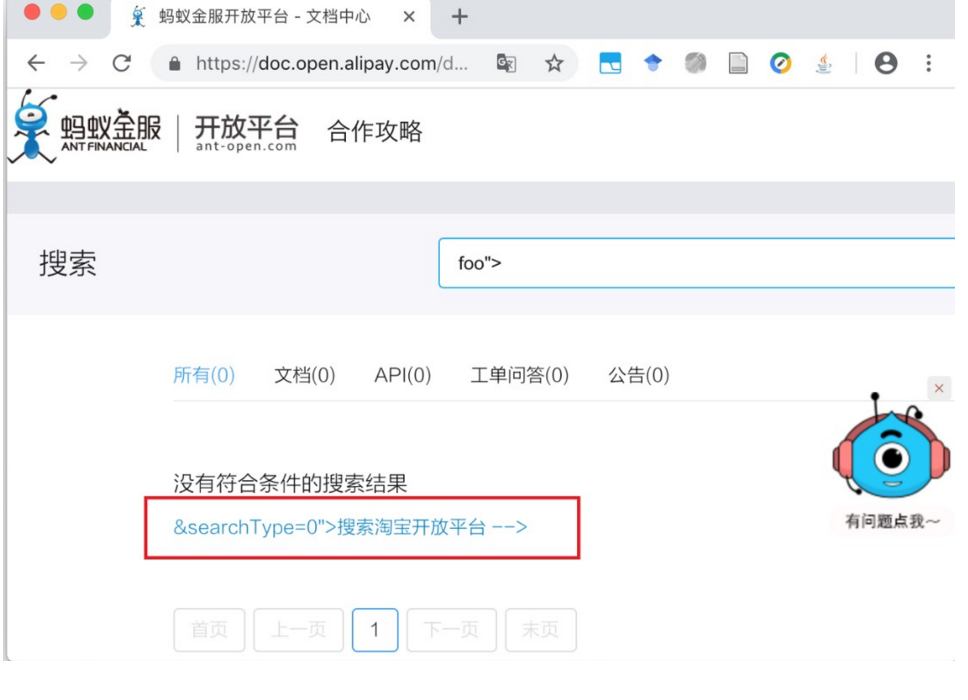 蚂蚁金服开放平台 - 文档中心
https://doc.open.alipay.com/d...
蚂蚁金服
ANT FINANCIAL
开放平台
ant-open.com
合作攻略
搜索
foo">
所有(0) 文档(0) API(0) 工单问答(0) 公告(0)
没有符合条件的搜索结果
&searchType=0">搜索淘宝开放平台 -->
有问题点我～
首页 上一页 1 下一页 末页